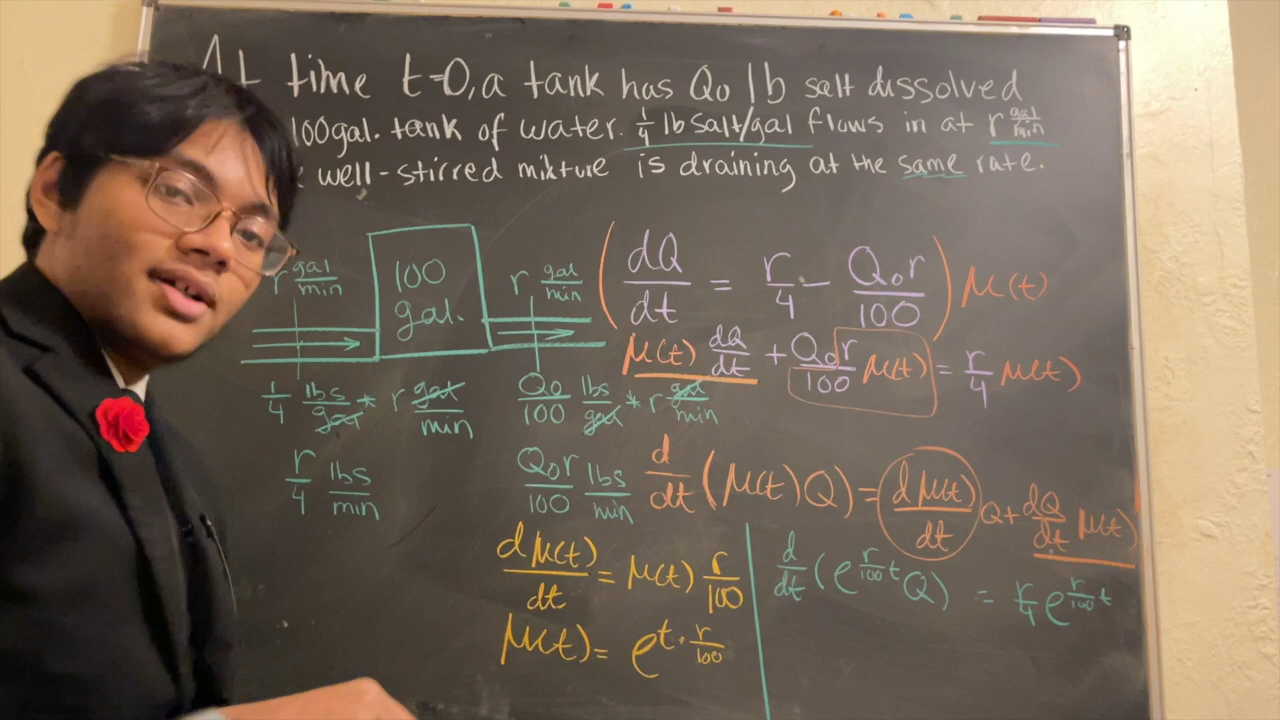 At time t=0, a tank has Q₀ lb salt dissolved
100gal. tank of water. 1/4 lb salt/gal flows in at r gal/min
well-stirred mixture is draining at the same rate.
r gal/min
100 gal.
r gal/min
1/4 lbs/gal * r gal/min
Q₀/100 lbs/gal * r gal/min
r/4 lbs/min
Q₀r/100 lbs/min
(dQ/dt = r/4 - Q₀r/100) μ(t)
μ(t) dQ/dt + Q₀r/100 μ(t) = r/4 μ(t)
d/dt (μ(t)Q) = dμ(t)/dt Q + dQ/dt μ(t)
dμ(t)/dt = μ(t) r/100
μ(t) = e^(t · r/100)
d/dt (e^(r/100 t) Q) = r/4 e^(r/100 t)